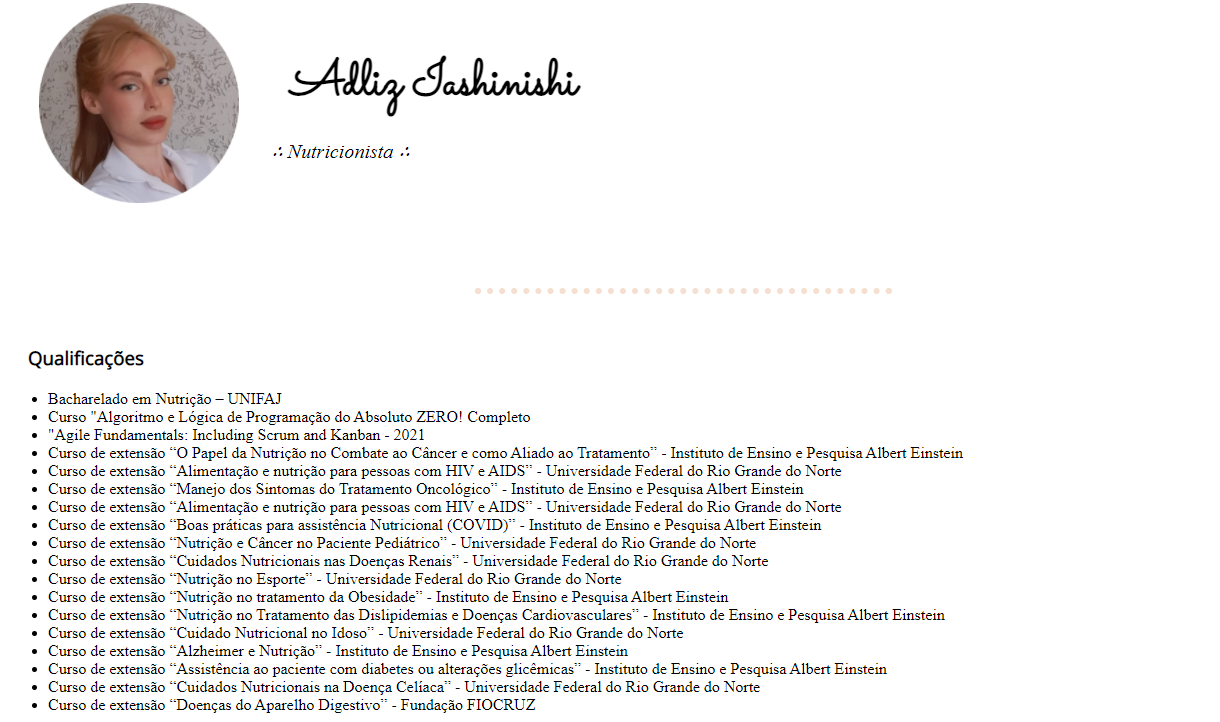 Adliz Iashinishi
∴ Nutricionista ∴
Qualificações
• Bacharelado em Nutrição – UNIFAJ
• Curso "Algoritmo e Lógica de Programação do Absoluto ZERO! Completo
• "Agile Fundamentals: Including Scrum and Kanban - 2021
• Curso de extensão “O Papel da Nutrição no Combate ao Câncer e como Aliado ao Tratamento” - Instituto de Ensino e Pesquisa Albert Einstein
• Curso de extensão “Alimentação e nutrição para pessoas com HIV e AIDS” - Universidade Federal do Rio Grande do Norte
• Curso de extensão “Manejo dos Sintomas do Tratamento Oncológico” - Instituto de Ensino e Pesquisa Albert Einstein
• Curso de extensão “Alimentação e nutrição para pessoas com HIV e AIDS” - Universidade Federal do Rio Grande do Norte
• Curso de extensão “Boas práticas para assistência Nutricional (COVID)” - Instituto de Ensino e Pesquisa Albert Einstein
• Curso de extensão “Nutrição e Câncer no Paciente Pediátrico” - Universidade Federal do Rio Grande do Norte
• Curso de extensão “Cuidados Nutricionais nas Doenças Renais” - Universidade Federal do Rio Grande do Norte
• Curso de extensão “Nutrição no Esporte” - Universidade Federal do Rio Grande do Norte
• Curso de extensão “Nutrição no tratamento da Obesidade” - Instituto de Ensino e Pesquisa Albert Einstein
• Curso de extensão “Nutrição no Tratamento das Dislipidemias e Doenças Cardiovasculares” - Instituto de Ensino e Pesquisa Albert Einstein
• Curso de extensão “Cuidado Nutricional no Idoso” - Universidade Federal do Rio Grande do Norte
• Curso de extensão “Alzheimer e Nutrição” - Instituto de Ensino e Pesquisa Albert Einstein
• Curso de extensão “Assistência ao paciente com diabetes ou alterações glicêmicas” - Instituto de Ensino e Pesquisa Albert Einstein
• Curso de extensão “Cuidados Nutricionais na Doença Celíaca” - Universidade Federal do Rio Grande do Norte
• Curso de extensão “Doenças do Aparelho Digestivo” - Fundação FIOCRUZ